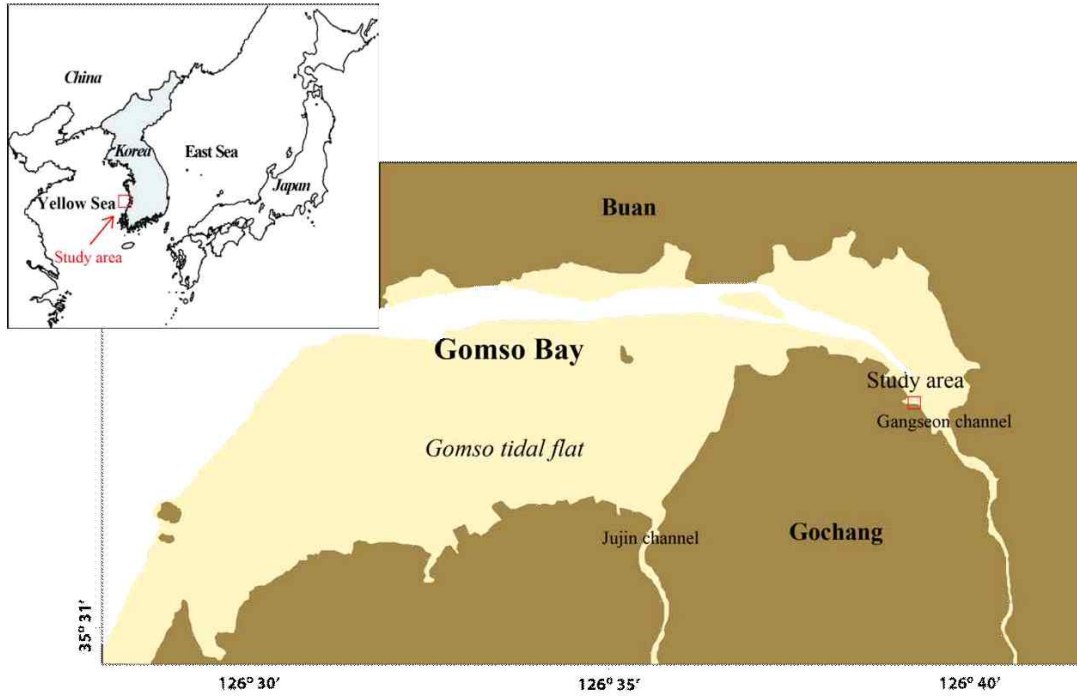 China
Korea
East Sea
Japan
Yellow Sea
Study area
Buan
Gomso Bay
Study area
Gangseon channel
Gomso tidal flat
Jujin channel
Gochang
35° 31′
126° 30′
126° 35′
126° 40′